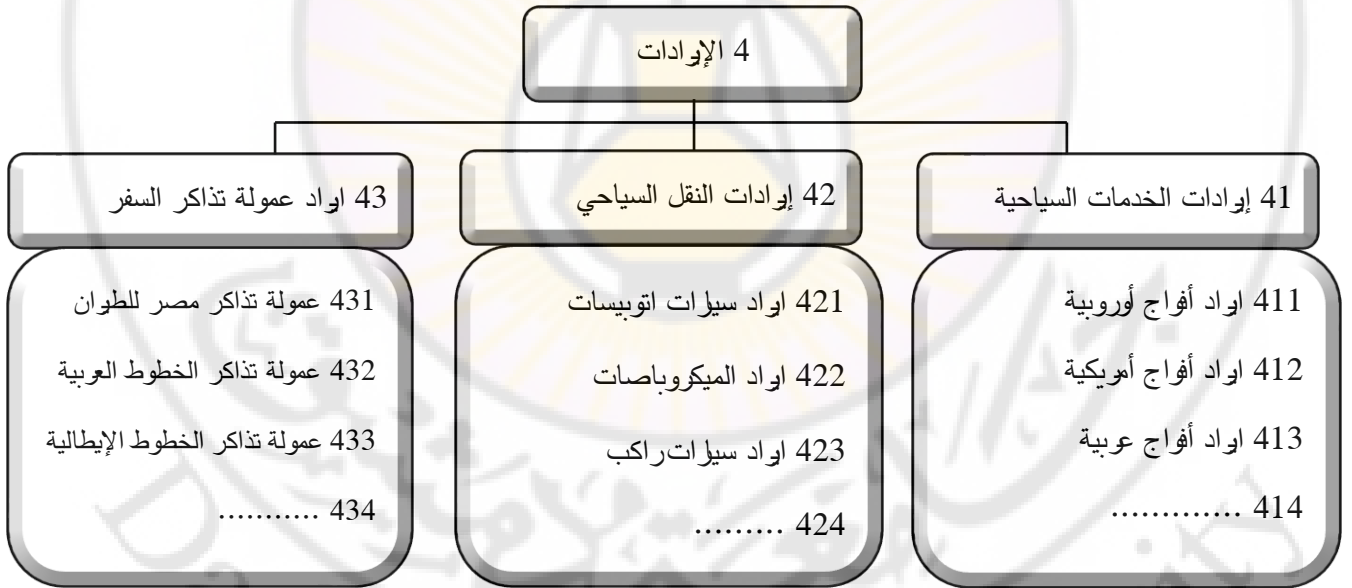 4 الإيرادات
41 إيرادات الخدمات السياحية
411 ايراد أفواج أوروبية
412 ايراد أفواج أمريكية
413 ايراد أفواج عربية
414 .............
42 إيرادات النقل السياحي
421 ايراد سيارات اتوبيسات
422 ايراد الميكروباصات
423 ايراد سيارات راكب
424 .........
43 ايراد عمولة تذاكر السفر
431 عمولة تذاكر مصر للطيران
432 عمولة تذاكر الخطوط العربية
433 عمولة تذاكر الخطوط الإيطالية
434 ...........